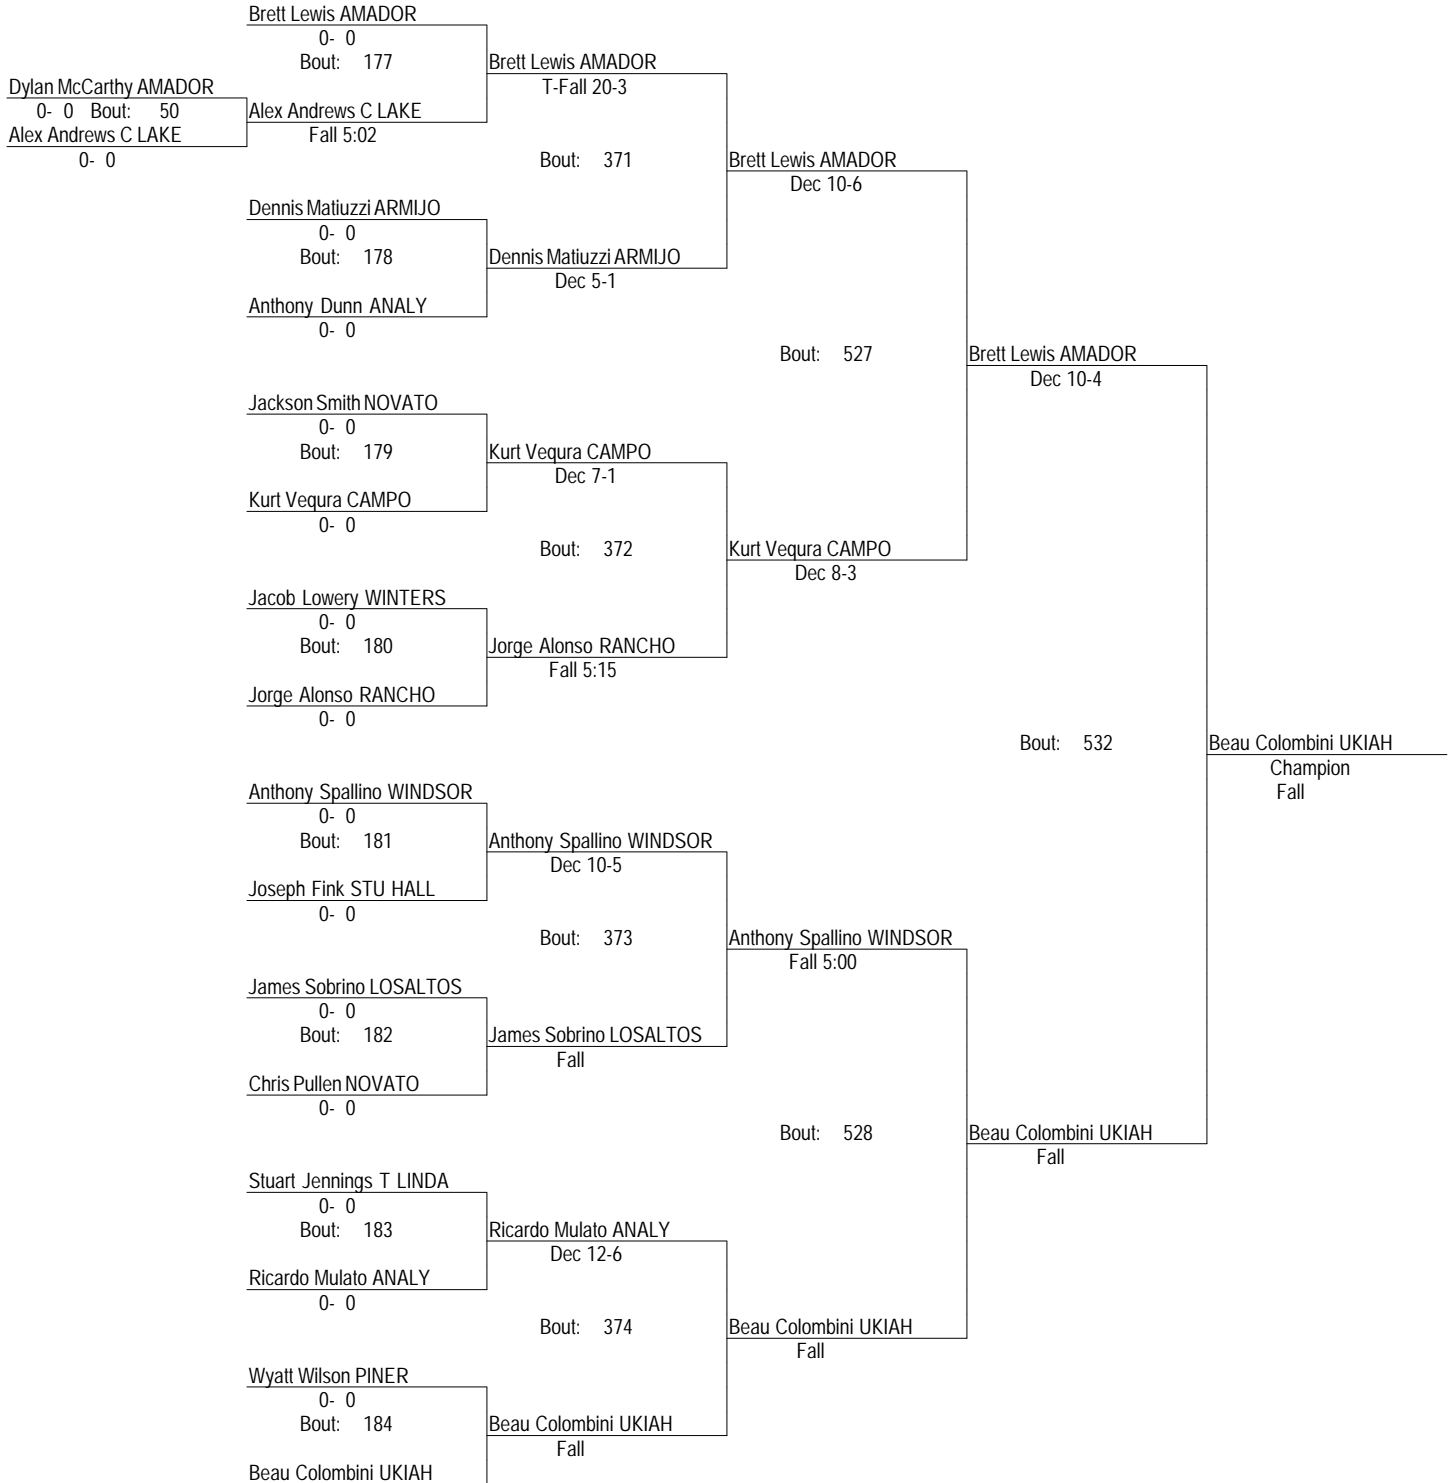 Brett Lewis AMADOR
0- 0
Bout: 177
Brett Lewis AMADOR
T-Fall 20-3
Dylan McCarthy AMADOR
0- 0 Bout: 50
Alex Andrews C LAKE
0- 0
Alex Andrews C LAKE
Fall 5:02
Bout: 371
Brett Lewis AMADOR
Dec 10-6
Dennis Matiuzzi ARMIJO
0- 0
Bout: 178
Dennis Matiuzzi ARMIJO
Dec 5-1
Anthony Dunn ANALY
0- 0
Bout: 527
Brett Lewis AMADOR
Dec 10-4
Jackson Smith NOVATO
0- 0
Bout: 179
Kurt Vequra CAMPO
Dec 7-1
Kurt Vequra CAMPO
0- 0
Bout: 372
Kurt Vequra CAMPO
Dec 8-3
Jacob Lowery WINTERS
0- 0
Bout: 180
Jorge Alonso RANCHO
Fall 5:15
Jorge Alonso RANCHO
0- 0
Bout: 532
Beau Colombini UKIAH
Champion
Fall
Anthony Spallino WINDSOR
0- 0
Bout: 181
Anthony Spallino WINDSOR
Dec 10-5
Joseph Fink STU HALL
0- 0
Bout: 373
Anthony Spallino WINDSOR
Fall 5:00
James Sobrino LOSALTOS
0- 0
Bout: 182
James Sobrino LOSALTOS
Fall
Chris Pullen NOVATO
0- 0
Bout: 528
Beau Colombini UKIAH
Fall
Stuart Jennings T LINDA
0- 0
Bout: 183
Ricardo Mulato ANALY
Dec 12-6
Ricardo Mulato ANALY
0- 0
Bout: 374
Beau Colombini UKIAH
Fall
Wyatt Wilson PINER
0- 0
Bout: 184
Beau Colombini UKIAH
Fall
Beau Colombini UKIAH